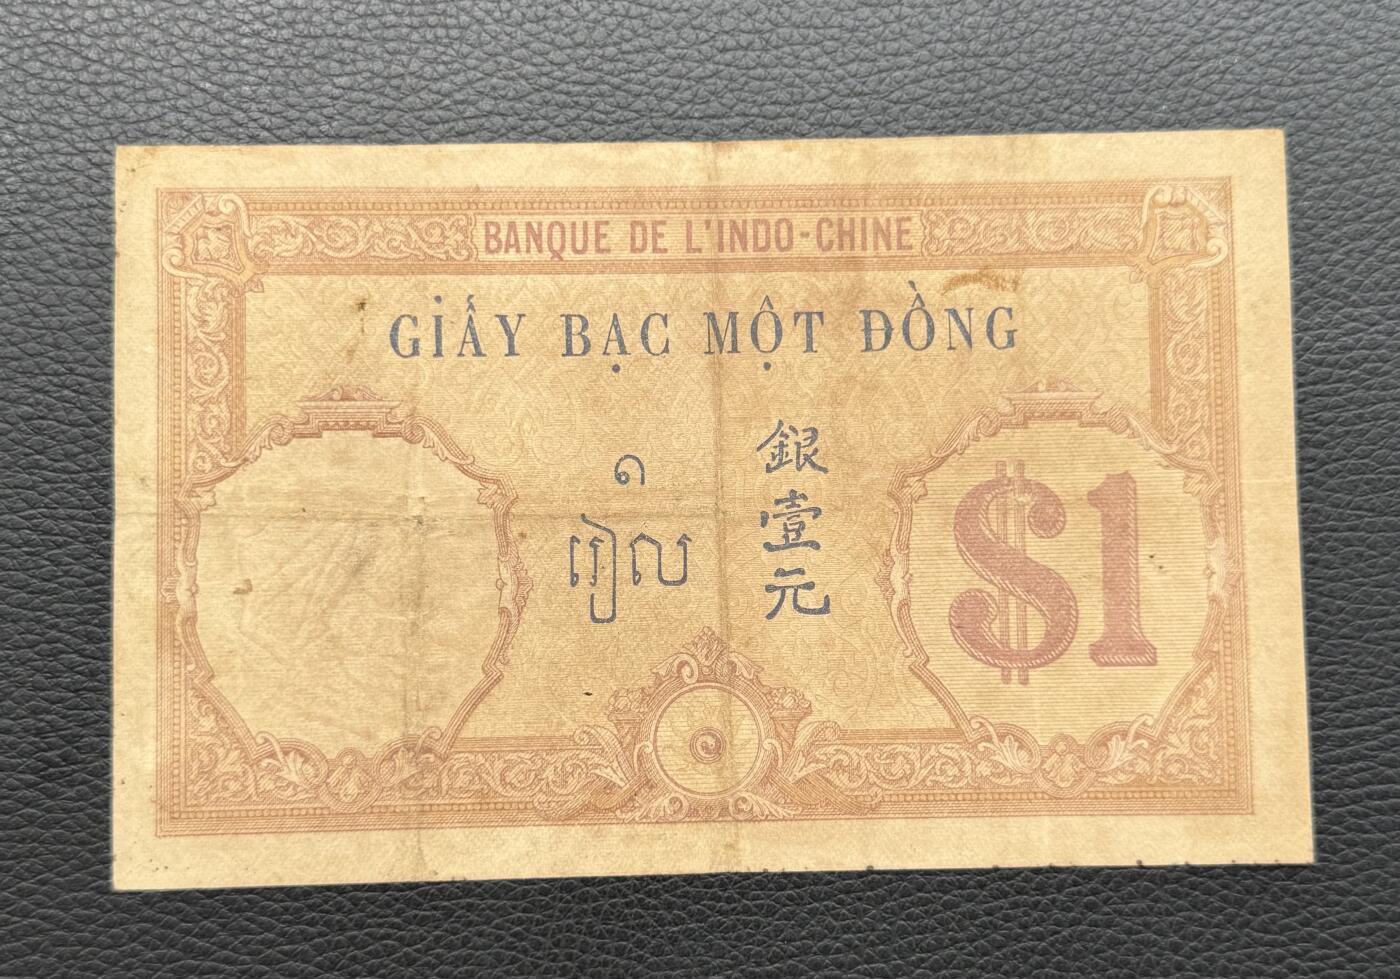 BANQUE DE L'INDO-CHINE
GIẤY BẠC MỘT ĐỒNG
១
រៀល
銀壹元
$1